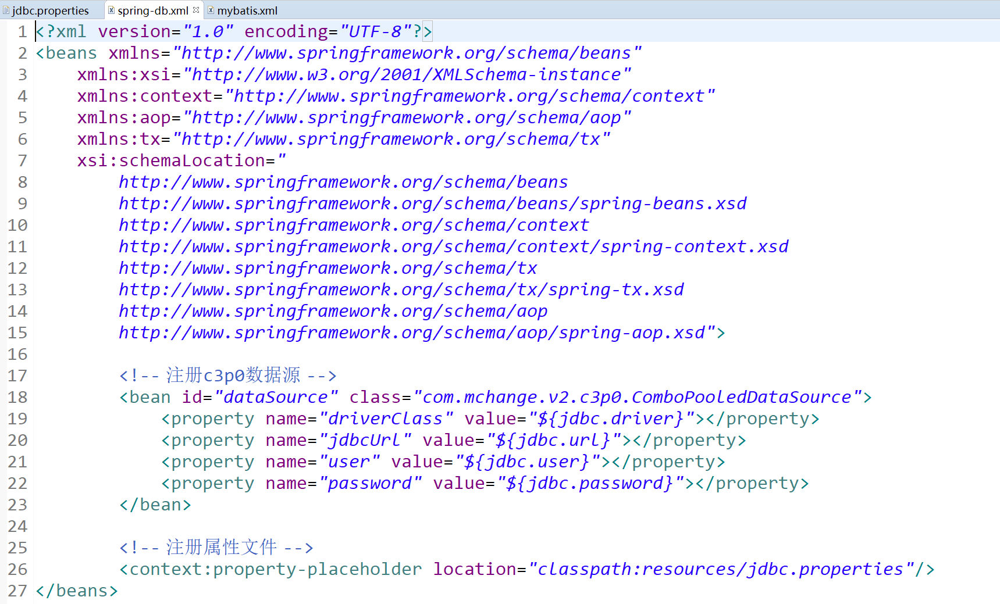 jdbc.properties spring-db.xml mybatis.xml
1 <?xml version="1.0" encoding="UTF-8"?>
2 <beans xmlns="http://www.springframework.org/schema/beans"
3 xmlns:xsi="http://www.w3.org/2001/XMLSchema-instance"
4 xmlns:context="http://www.springframework.org/schema/context"
5 xmlns:aop="http://www.springframework.org/schema/aop"
6 xmlns:tx="http://www.springframework.org/schema/tx"
7 xsi:schemaLocation="
8 http://www.springframework.org/schema/beans
9 http://www.springframework.org/schema/beans/spring-beans.xsd
10 http://www.springframework.org/schema/context
11 http://www.springframework.org/schema/context/spring-context.xsd
12 http://www.springframework.org/schema/tx
13 http://www.springframework.org/schema/tx/spring-tx.xsd
14 http://www.springframework.org/schema/aop
15 http://www.springframework.org/schema/aop/spring-aop.xsd">
16
17 <!-- 注册c3p0数据源 -->
18 <bean id="dataSource" class="com.mchange.v2.c3p0.ComboPooledDataSource">
19 <property name="driverClass" value="${jdbc.driver}"></property>
20 <property name="jdbcUrl" value="${jdbc.url}"></property>
21 <property name="user" value="${jdbc.user}"></property>
22 <property name="password" value="${jdbc.password}"></property>
23 </bean>
24
25 <!-- 注册属性文件 -->
26 <context:property-placeholder location="classpath:resources/jdbc.properties"/>
27 </beans>